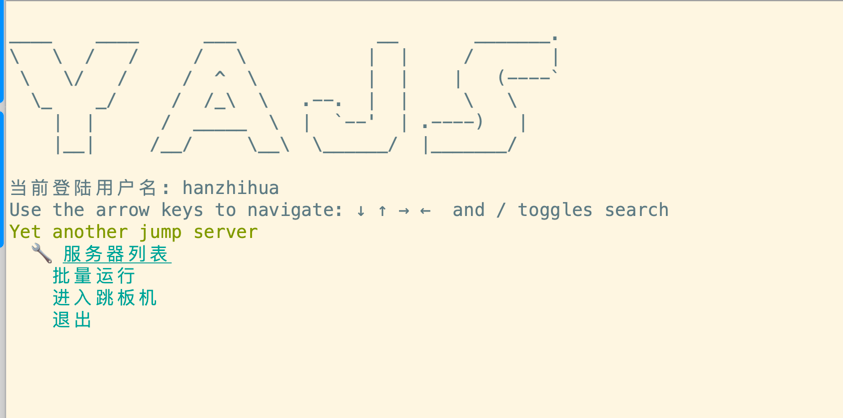 YAJS
当前登陆用户名: hanzhihua
Use the arrow keys to navigate: ↓ ↑ → ←  and / toggles search
Yet another jump server
服务器列表
批量运行
进入跳板机
退出